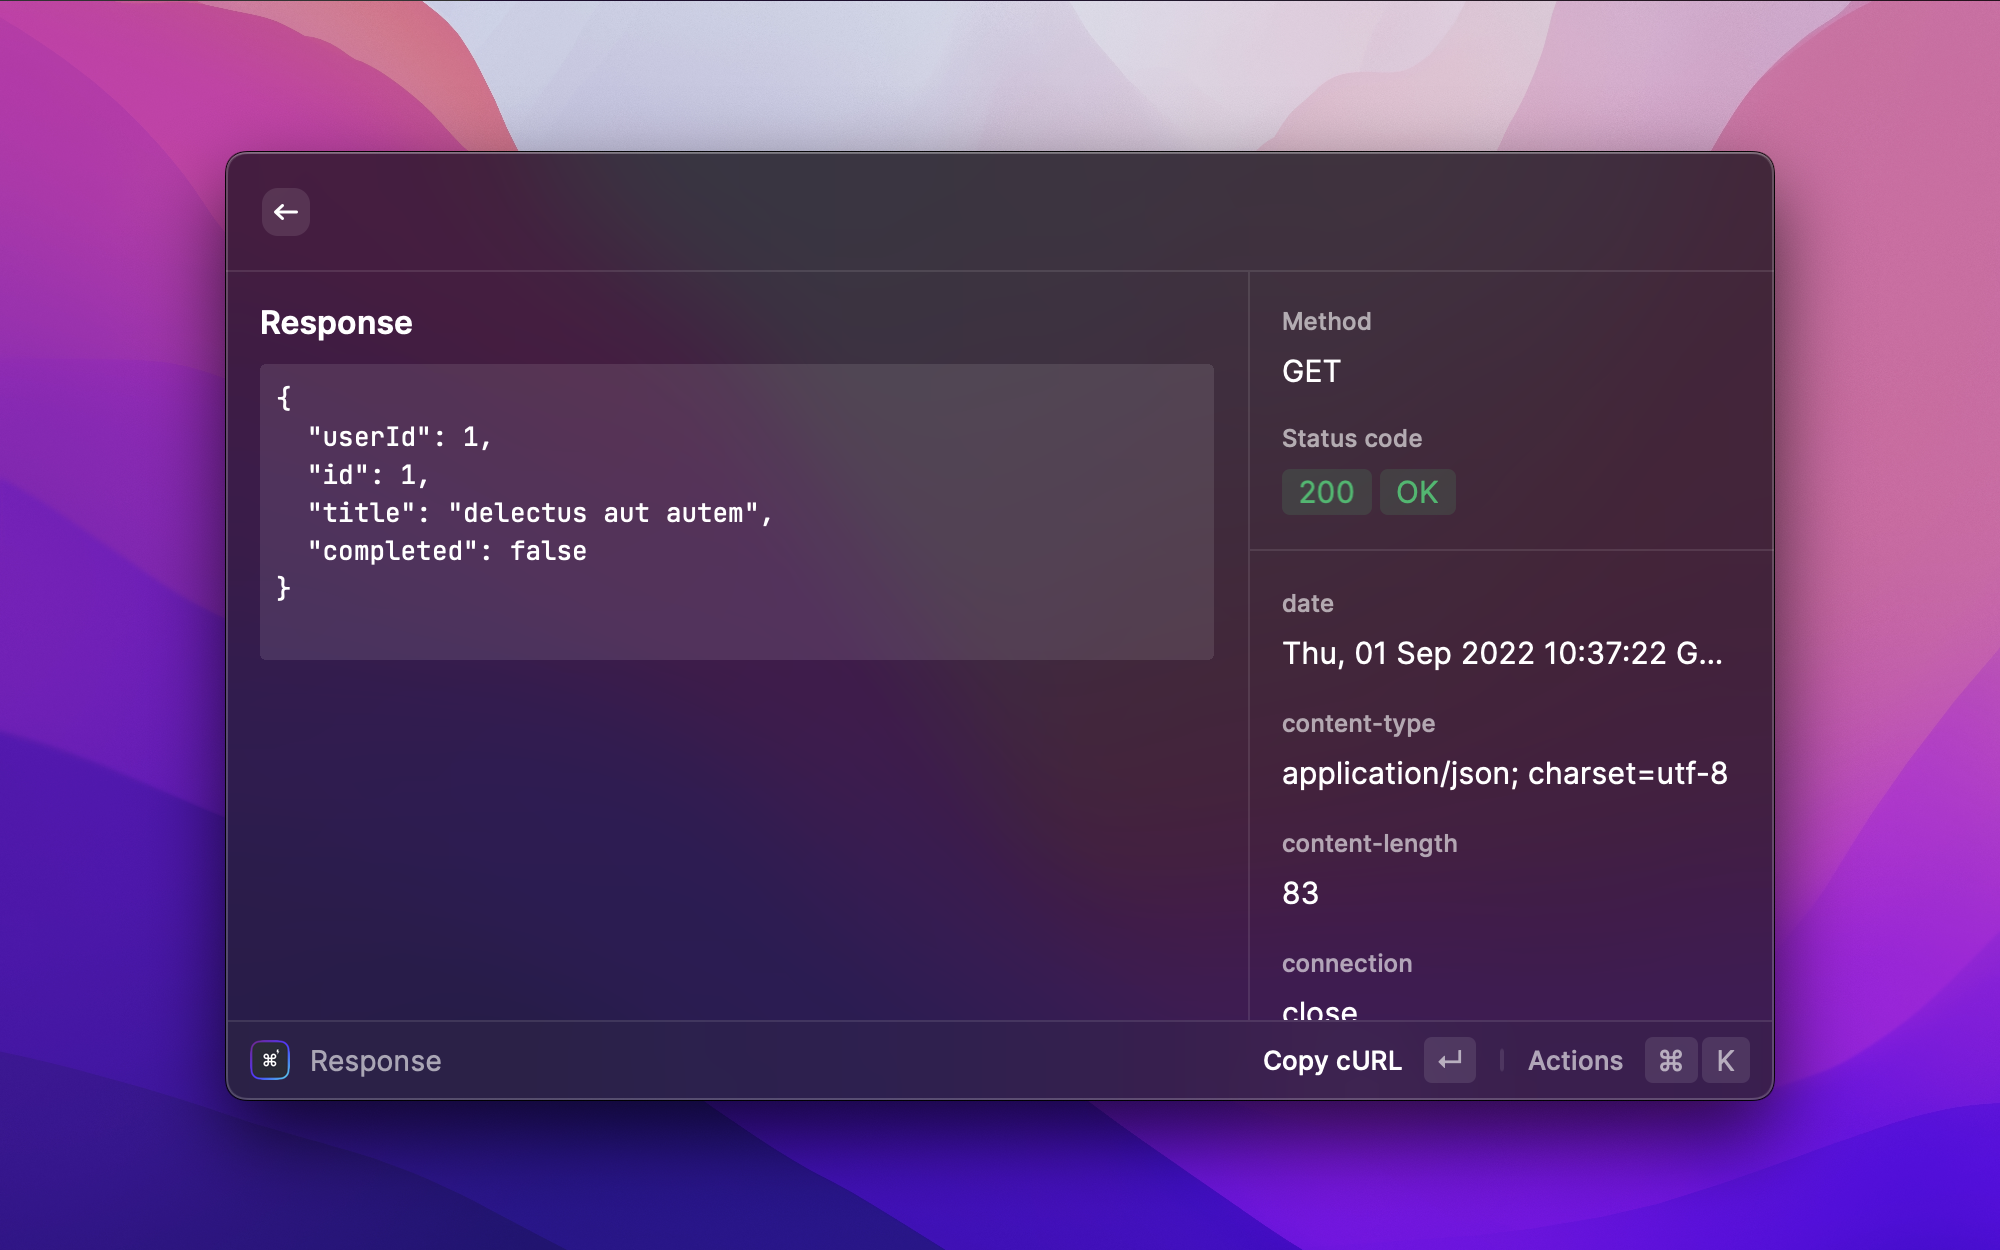 Response
{
  "userId": 1,
  "id": 1,
  "title": "delectus aut autem",
  "completed": false
}
Method
GET
Status code
200 OK
date
Thu, 01 Sep 2022 10:37:22 G...
content-type
application/json; charset=utf-8
content-length
83
connection
close
Response
Copy cURL ↵ | Actions ⌘ K